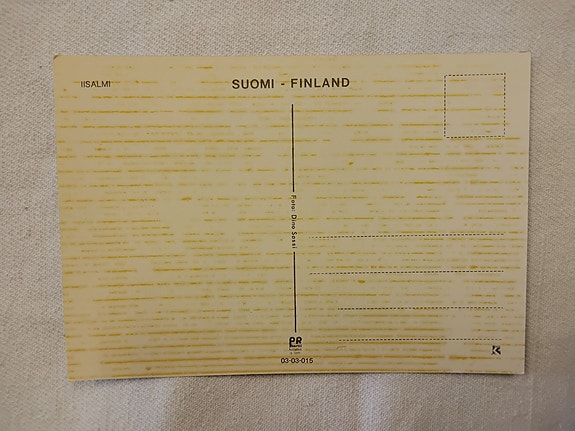 IISALMI
SUOMI - FINLAND
Foto: Dino Sassi
PR
03-03-015